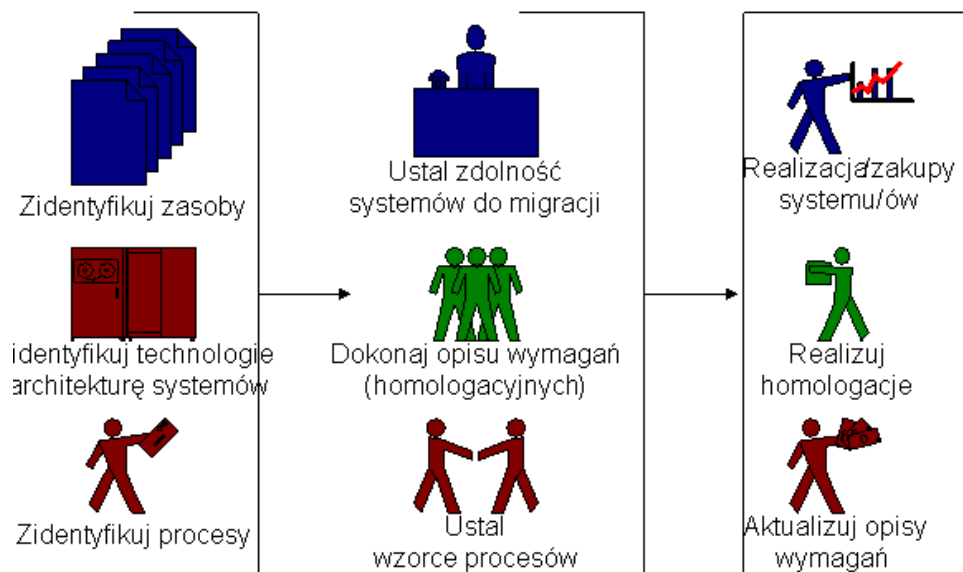 Zidentyfikuj zasoby
identyfikuj technologie
architekturę systemów
Zidentyfikuj procesy
Ustal zdolność
systemów do migracji
Dokonaj opisu wymagań
(homologacyjnych)
Ustal
wzorce procesów
Realizacja/zakupy
systemu/ów
Realizuj
homologacje
Aktualizuj opisy
wymagań